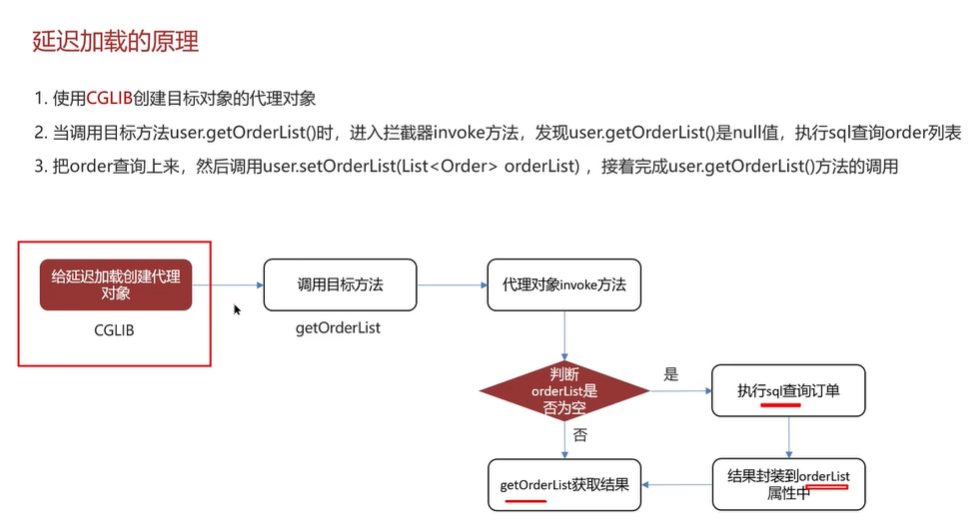 延迟加载的原理
1. 使用CGLIB创建目标对象的代理对象
2. 当调用目标方法user.getOrderList()时，进入拦截器invoke方法，发现user.getOrderList()是null值，执行sql查询order列表
3. 把order查询上来，然后调用user.setOrderList(List<Order> orderList) ，接着完成user.getOrderList()方法的调用
给延迟加载创建代理
对象
CGLIB
调用目标方法
getOrderList
代理对象invoke方法
判断
orderList是
否为空
是
执行sql查询订单
否
getOrderList获取结果
结果封装到orderList
属性中